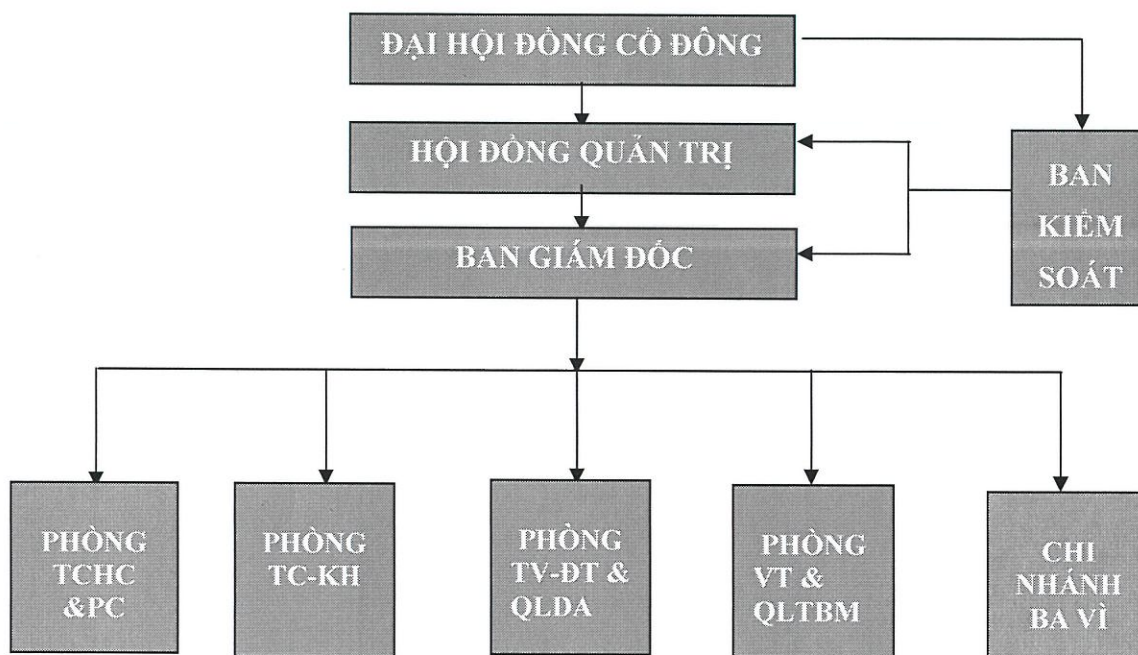 ĐẠI HỘI ĐỒNG CỔ ĐÔNG
HỘI ĐỒNG QUẢN TRỊ
BAN GIÁM ĐỐC
BAN
KIỂM
SOÁT
PHÒNG
TCHC
&PC
PHÒNG
TC-KH
PHÒNG
TV-ĐT &
QLDA
PHÒNG
VT &
QLTBM
CHI
NHÁNH
BA VÌ